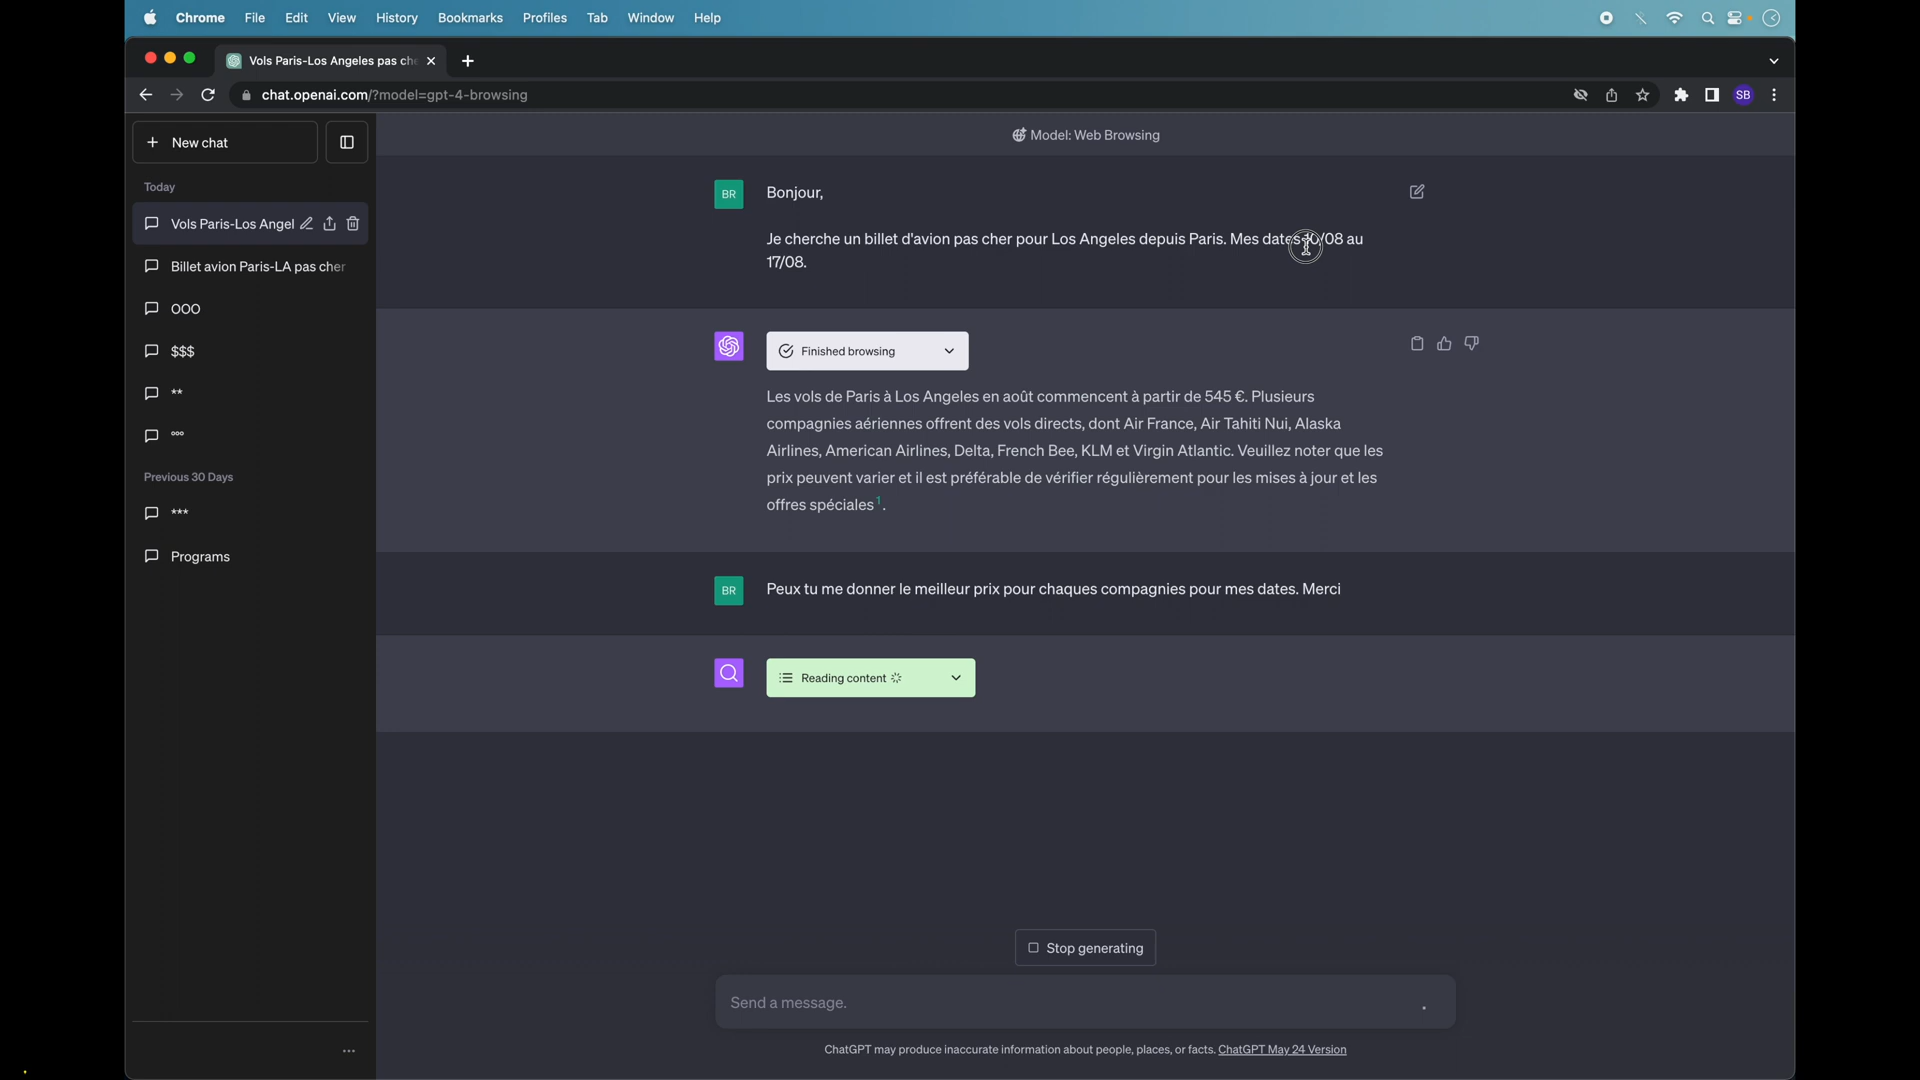 Chrome File Edit View History Bookmarks Profiles Tab Window Help
Vols Paris-Los Angeles pas che
chat.openai.com/?model=gpt-4-browsing
SB
New chat
Model: Web Browsing
Today
Vols Paris-Los Angel
Billet avion Paris-LA pas cher
OOO
$$$
**
°°°
Previous 30 Days
***
Programs
BR
Bonjour,
Je cherche un billet d'avion pas cher pour Los Angeles depuis Paris. Mes dates 10/08 au
17/08.
Finished browsing
Les vols de Paris à Los Angeles en août commencent à partir de 545 €. Plusieurs
compagnies aériennes offrent des vols directs, dont Air France, Air Tahiti Nui, Alaska
Airlines, American Airlines, Delta, French Bee, KLM et Virgin Atlantic. Veuillez noter que les
prix peuvent varier et il est préférable de vérifier régulièrement pour les mises à jour et les
offres spéciales 1.
BR
Peux tu me donner le meilleur prix pour chaques compagnies pour mes dates. Merci
Reading content
Stop generating
Send a message.
ChatGPT may produce inaccurate information about people, places, or facts. ChatGPT May 24 Version